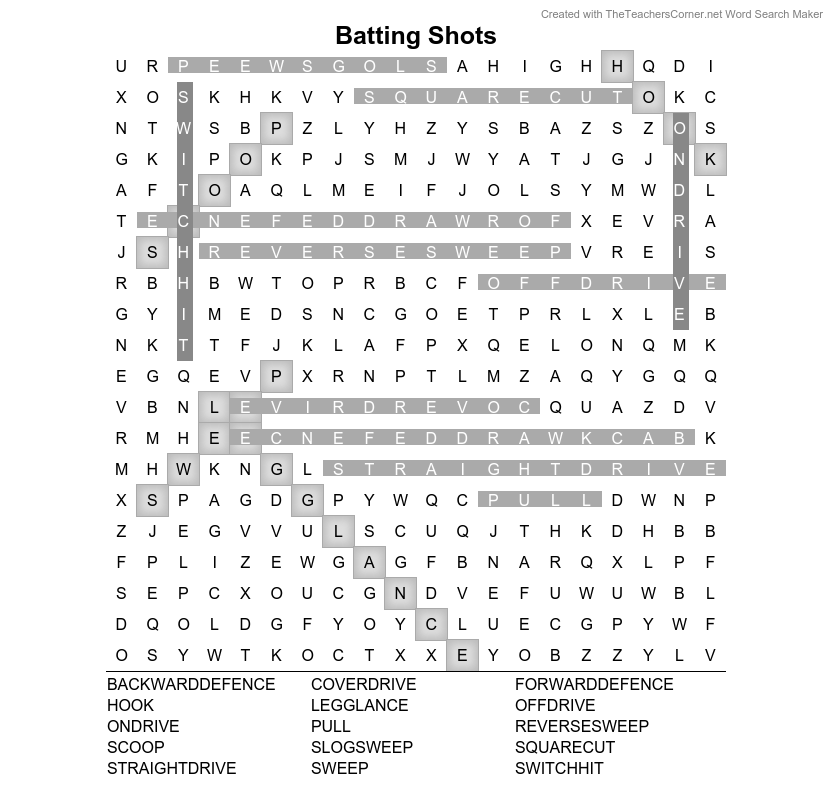 Created with TheTeachersCorner.net Word Search Maker
Batting Shots
U R P E E W S G O L S A H I G H H Q D I
X O S K H K V Y S Q U A R E C U T O K C
N T W S B P Z L Y H Z Y S B A Z S Z O S
G K I P O K P J S M J W Y A T J G J N K
A F T O A Q L M E I F J O L S Y M W D L
T E C N E F E D D R A W R O F X E V R A
J S H R E V E R S E S W E E P V R E I S
R B H B W T O P R B C F O F F D R I V E
G Y I M E D S N C G O E T P R L X L E B
N K T T F J K L A F P X Q E L O N Q M K
E G Q E V P X R N P T L M Z A Q Y G Q Q
V B N L E V I R D R E V O C Q U A Z D V
R M H E E C N E F E D D R A W K C A B K
M H W K N G L S T R A I G H T D R I V E
X S P A G D G P Y W Q C P U L L D W N P
Z J E G V V U L S C U Q J T H K D H B B
F P L I Z E W G A G F B N A R Q X L P F
S E P C X O U C G N D V E F U W U W B L
D Q O L D G F Y O Y C L U E C G P Y W F
O S Y W T K O C T X X E Y O B Z Z Y L V
BACKWARDDEFENCE COVERDRIVE FORWARDDEFENCE
HOOK LEGGLANCE OFFDRIVE
ONDRIVE PULL REVERSESWEEP
SCOOP SLOGSWEEP SQUARECUT
STRAIGHTDRIVE SWEEP SWITCHHIT